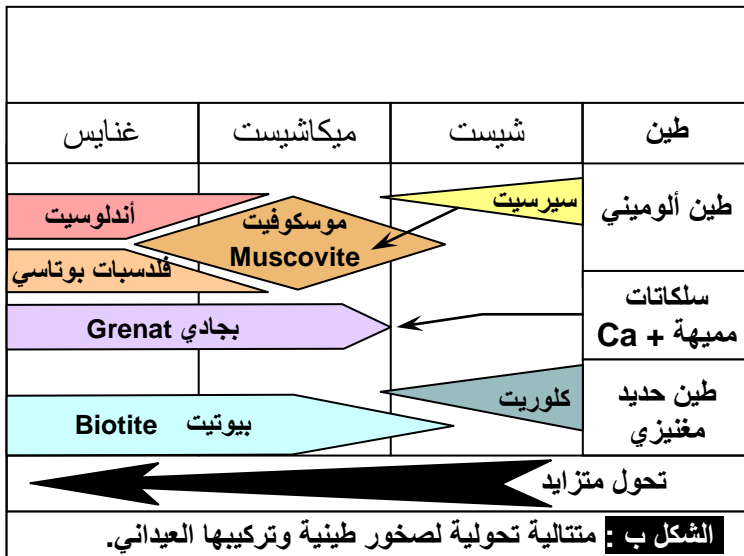 طين
شيست
ميكاشيست
غنايس
طين ألوميني
سيرسيت
موسكوفيت
Muscovite
أندلوسيت
فلدسبات بوتاسي
سلكاتات
مميهة + Ca
بجادي Grenat
طين حديد
مغنيزي
كلوريت
بيوتيت Biotite
تحول متزايد
الشكل ب : متتالية تحولية لصخور طينية وتركيبها العيداني.